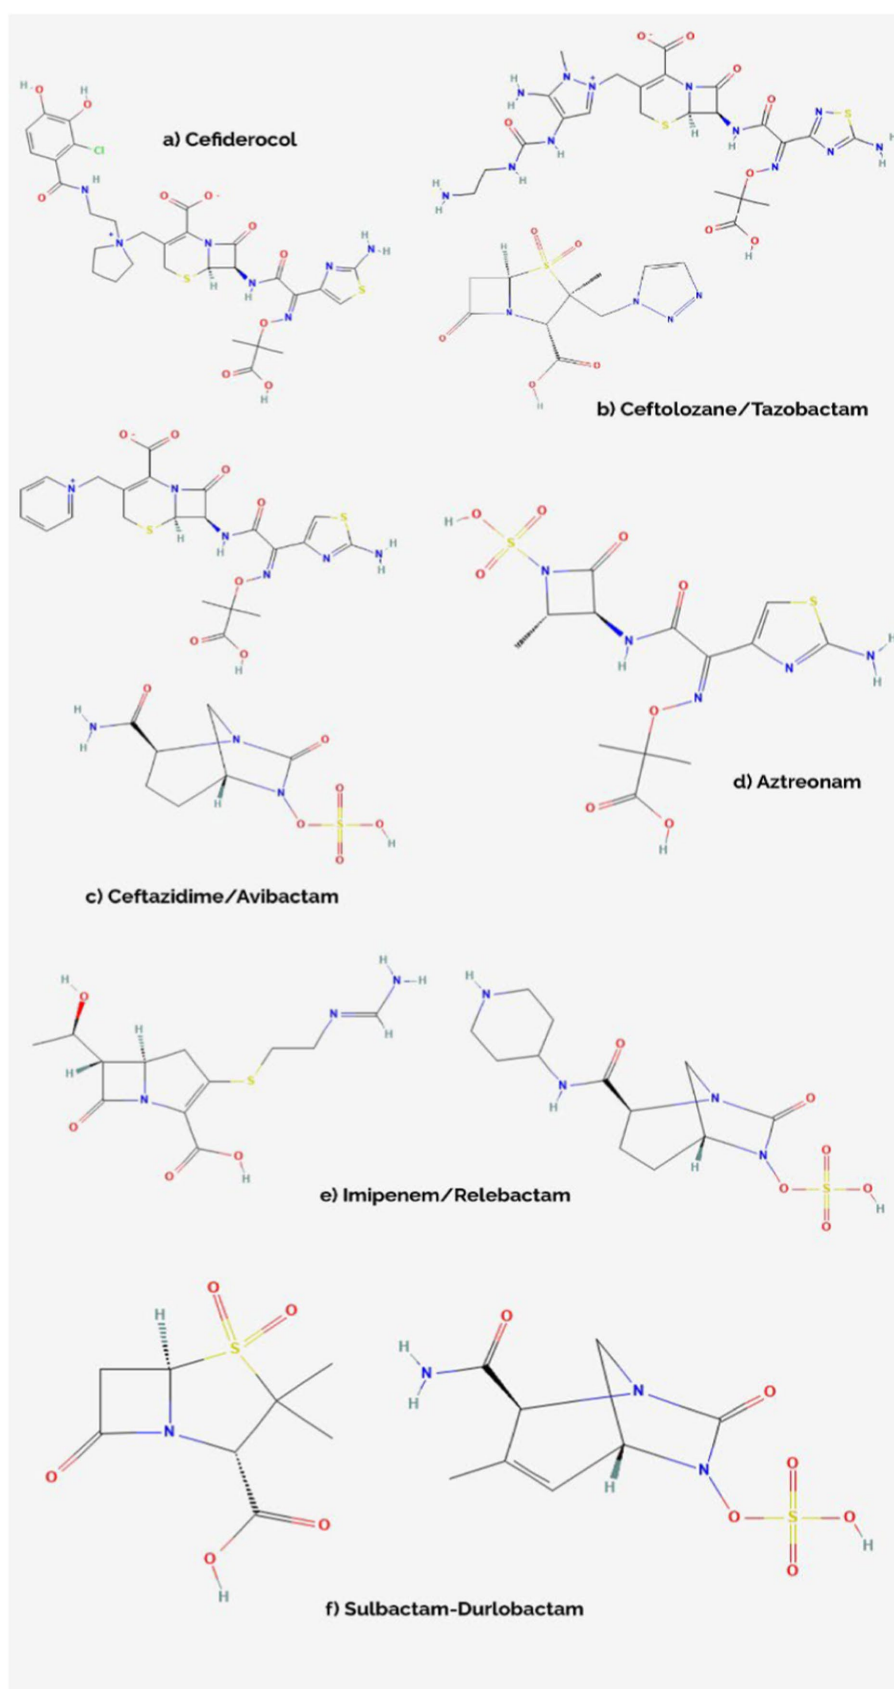 a) Cefiderocol
b) Ceftolozane/Tazobactam
c) Ceftazidime/Avibactam
d) Aztreonam
e) Imipenem/Relebactam
f) Sulbactam-Durlobactam